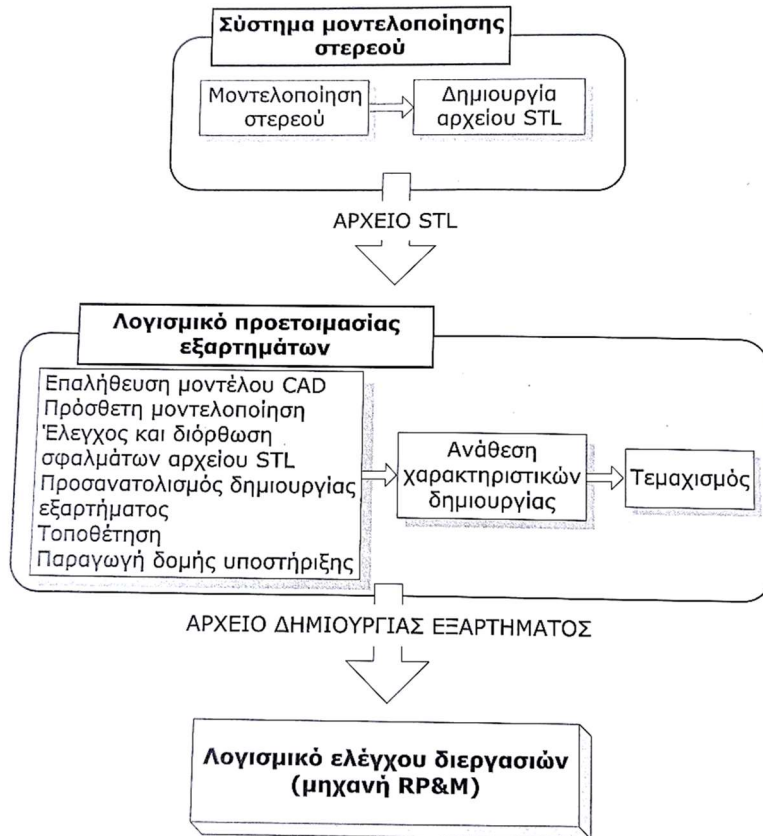 Σύστημα μοντελοποίησης
στερεού
Μοντελοποίηση
στερεού
Δημιουργία
αρχείου STL
ΑΡΧΕΙΟ STL
Λογισμικό προετοιμασίας
εξαρτημάτων
Επαλήθευση μοντέλου CAD
Πρόσθετη μοντελοποίηση
Έλεγχος και διόρθωση
σφαλμάτων αρχείου STL
Προσανατολισμός δημιουργίας
εξαρτήματος
Τοποθέτηση
Παραγωγή δομής υποστήριξης
Ανάθεση
χαρακτηριστικών
δημιουργίας
Τεμαχισμός
ΑΡΧΕΙΟ ΔΗΜΙΟΥΡΓΙΑΣ ΕΞΑΡΤΗΜΑΤΟΣ
Λογισμικό ελέγχου διεργασιών
(μηχανή RP&M)